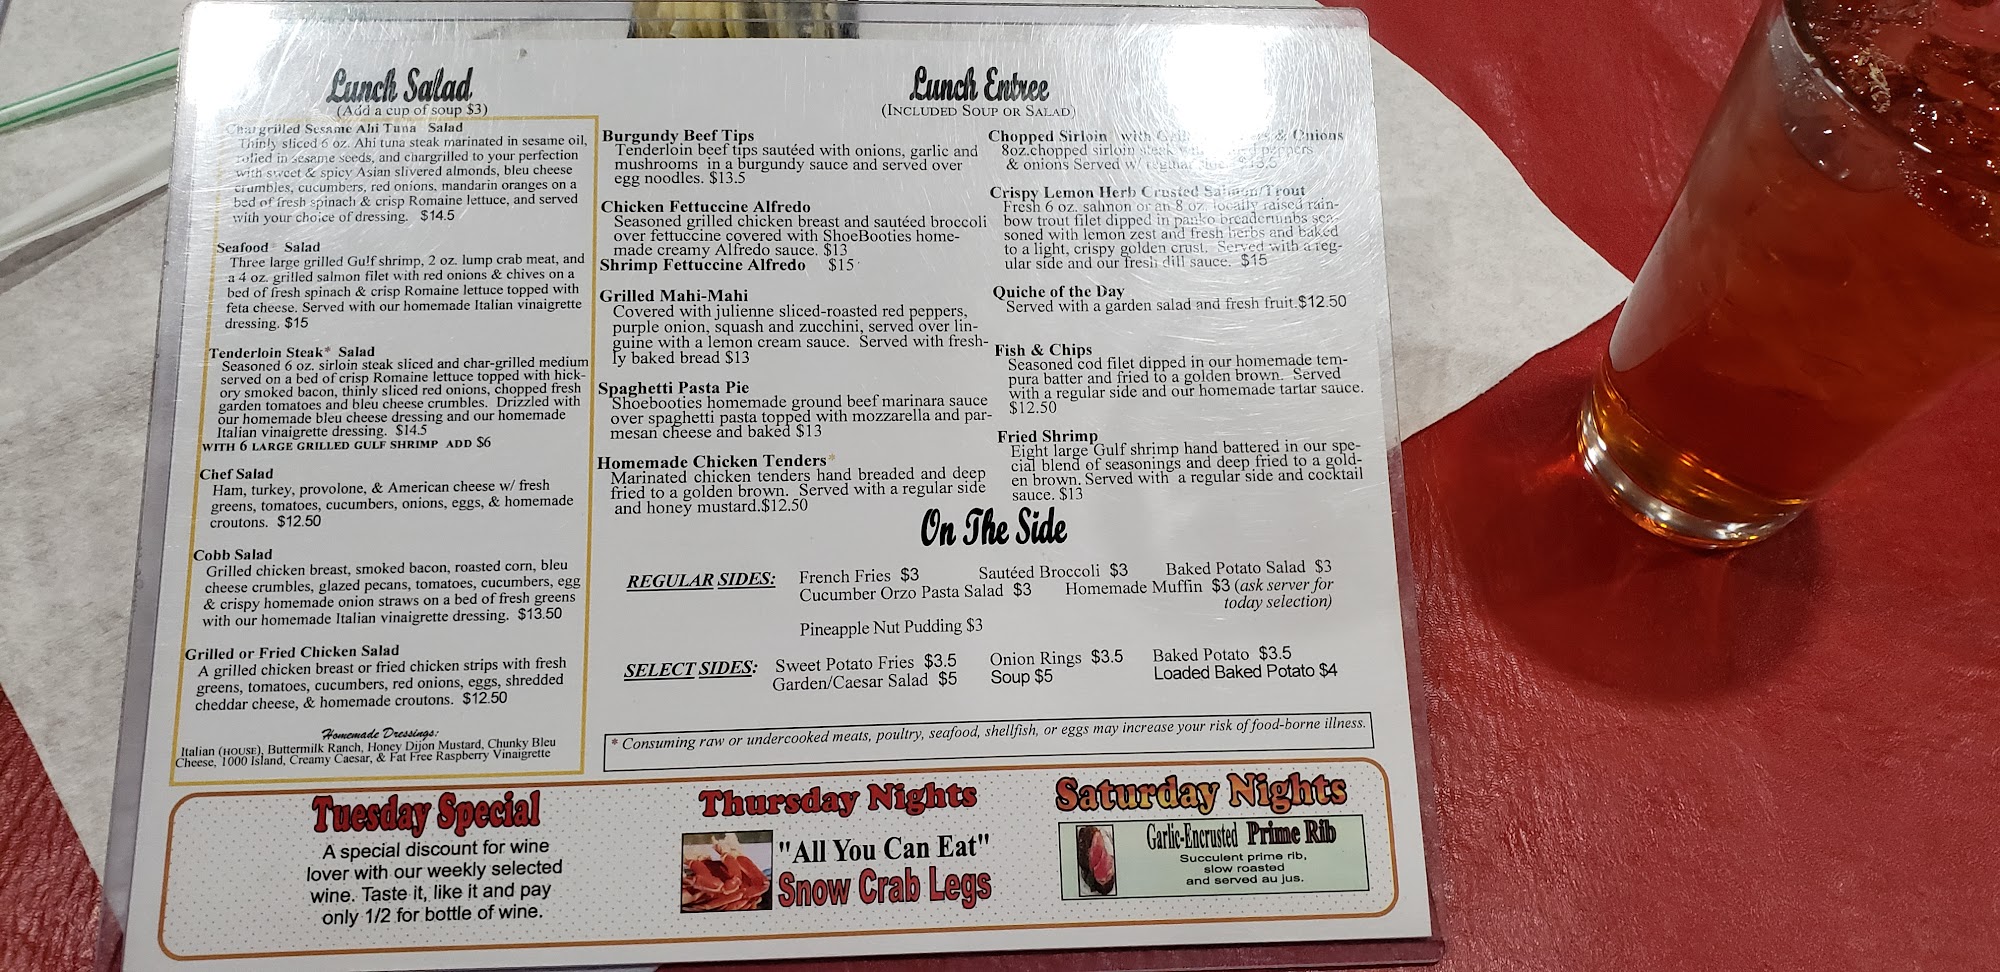 Lunch Salad
(Add a cup of soup $3)
Chargrilled Sesame Ahi Tuna Salad
Thinly sliced 6 oz. Ahi tuna steak marinated in sesame oil,
rolled in sesame seeds, and chargrilled to your perfection
with sweet & spicy Asian slivered almonds, bleu cheese
crumbles, cucumbers, red onions, mandarin oranges on a
bed of fresh spinach & crisp Romaine lettuce, and served
with your choice of dressing. $14.5
Seafood Salad
Three large grilled Gulf shrimp, 2 oz. lump crab meat, and
a 4 oz. grilled salmon filet with red onions & chives on a
bed of fresh spinach & crisp Romaine lettuce topped with
feta cheese. Served with our homemade Italian vinaigrette
dressing. $15
Tenderloin Steak* Salad
Seasoned 6 oz. sirloin steak sliced and char-grilled medium
served on a bed of crisp Romaine lettuce topped with hick-
ory smoked bacon, thinly sliced red onions, chopped fresh
garden tomatoes and bleu cheese crumbles. Drizzled with
our homemade bleu cheese dressing and our homemade
Italian vinaigrette dressing. $14.5
WITH 6 LARGE GRILLED GULF SHRIMP ADD $6
Chef Salad
Ham, turkey, provolone, & American cheese w/ fresh
greens, tomatoes, cucumbers, onions, eggs, & homemade
croutons. $12.50
Cobb Salad
Grilled chicken breast, smoked bacon, roasted corn, bleu
cheese crumbles, glazed pecans, tomatoes, cucumbers, egg
& crispy homemade onion straws on a bed of fresh greens
with our homemade Italian vinaigrette dressing. $13.50
Grilled or Fried Chicken Salad
A grilled chicken breast or fried chicken strips with fresh
greens, tomatoes, cucumbers, red onions, eggs, shredded
cheddar cheese, & homemade croutons. $12.50
Homemade Dressings:
Italian (HOUSE), Buttermilk Ranch, Honey Dijon Mustard, Chunky Bleu
Cheese, 1000 Island, Creamy Caesar, & Fat Free Raspberry Vinaigrette
Lunch Entree
(INCLUDED SOUP OR SALAD)
Burgundy Beef Tips
Tenderloin beef tips sautéed with onions, garlic and
mushrooms in a burgundy sauce and served over
egg noodles. $13.5
Chicken Fettuccine Alfredo
Seasoned grilled chicken breast and sautéed broccoli
over fettuccine covered with ShoeBooties home-
made creamy Alfredo sauce. $13
Shrimp Fettuccine Alfredo $15
Grilled Mahi-Mahi
Covered with julienne sliced-roasted red peppers,
purple onion, squash and zucchini, served over lin-
guine with a lemon cream sauce. Served with fresh-
ly baked bread $13
Spaghetti Pasta Pie
Shoebooties homemade ground beef marinara sauce
over spaghetti pasta topped with mozzarella and par-
mesan cheese and baked $13
Homemade Chicken Tenders*
Marinated chicken tenders hand breaded and deep
fried to a golden brown. Served with a regular side
and honey mustard.$12.50
Chopped Sirloin with & Onions
8oz.chopped sirloin steak peppers
& onions Served w/ regular side. $13.5
Crispy Lemon Herb Crusted Salmon/Trout
Fresh 6 oz. salmon or an 8 oz. locally raised rain-
bow trout filet dipped in panko breadcrumbs sea-
soned with lemon zest and fresh herbs and baked
to a light, crispy golden crust. Served with a reg-
ular side and our fresh dill sauce. $15
Quiche of the Day
Served with a garden salad and fresh fruit.$12.50
Fish & Chips
Seasoned cod filet dipped in our homemade tem-
pura batter and fried to a golden brown. Served
with a regular side and our homemade tartar sauce.
$12.50
Fried Shrimp
Eight large Gulf shrimp hand battered in our spe-
cial blend of seasonings and deep fried to a gold-
en brown. Served with a regular side and cocktail
sauce. $13
On The Side
REGULAR SIDES: French Fries $3 Sautéed Broccoli $3 Baked Potato Salad $3
Cucumber Orzo Pasta Salad $3 Homemade Muffin $3 (ask server for
today selection)
Pineapple Nut Pudding $3
SELECT SIDES: Sweet Potato Fries $3.5 Onion Rings $3.5 Baked Potato $3.5
Garden/Caesar Salad $5 Soup $5 Loaded Baked Potato $4
* Consuming raw or undercooked meats, poultry, seafood, shellfish, or eggs may increase your risk of food-borne illness.
Tuesday Special
A special discount for wine
lover with our weekly selected
wine. Taste it, like it and pay
only 1/2 for bottle of wine.
Thursday Nights
"All You Can Eat"
Snow Crab Legs
Saturday Nights
Garlic-Encrusted Prime Rib
Succulent prime rib,
slow roasted
and served au jus.